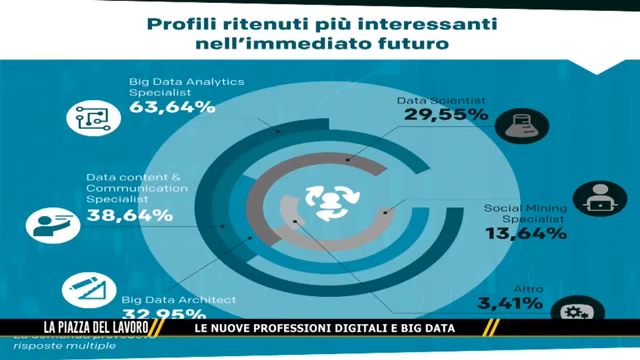 Profili ritenuti più interessanti
nell'immediato futuro
Big Data Analytics
Specialist
63,64%
Data Scientist
29,55%
Data content &
Communication
Specialist
38,64%
Social Mining
Specialist
13,64%
Big Data Architect
32,95%
Altro
3,41%
LA PIAZZA DEL LAVORO
LE NUOVE PROFESSIONI DIGITALI E BIG DATA
risposte multiple